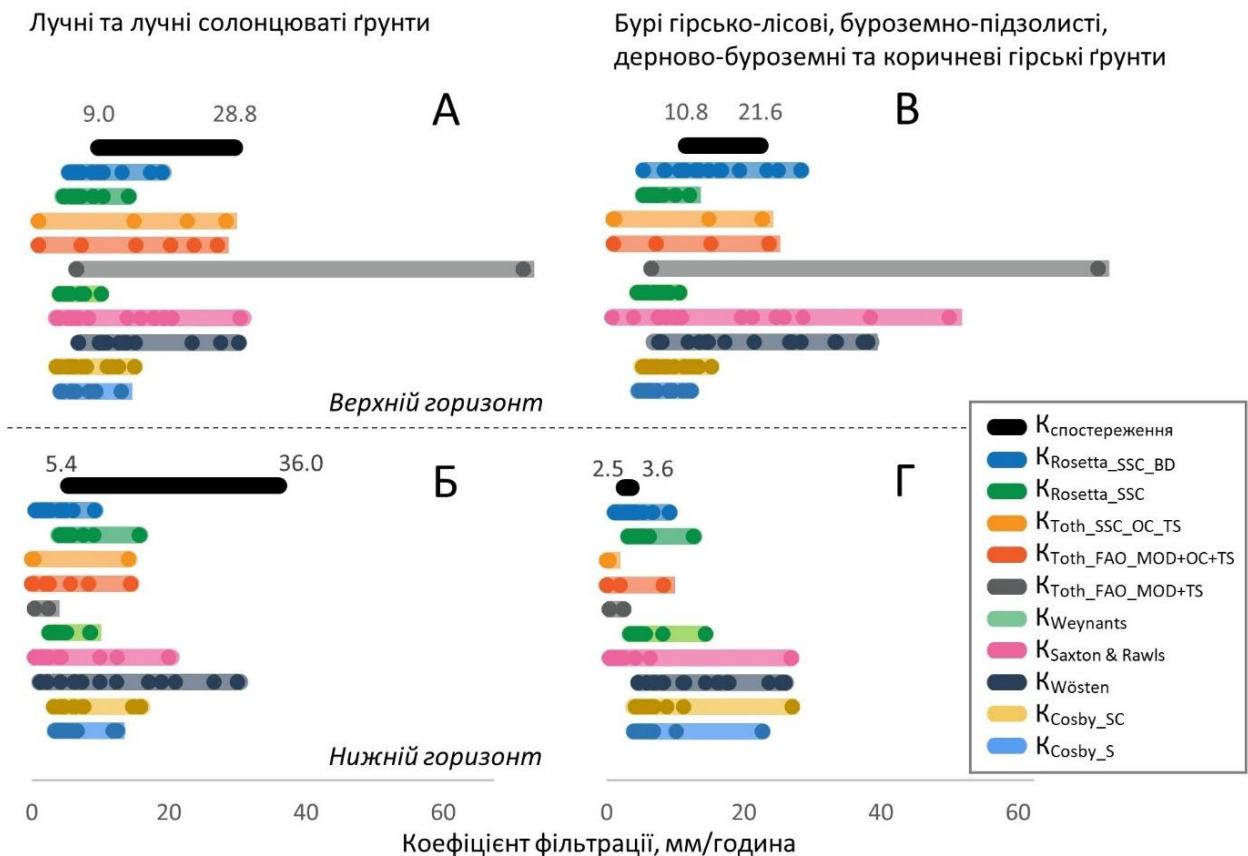 Лучні та лучні солонцюваті ґрунти
Бурі гірсько-лісові, буроземно-підзолисті,
дерново-буроземні та коричневі гірські ґрунти
9.0
28.8
А
10.8
21.6
В
Верхній горизонт
5.4
36.0
Б
2.5
3.6
Г
Нижній горизонт
Kспостереження
KRosetta_SSC_BD
KRosetta_SSC
KToth_SSC_OC_TS
KToth_FAO_MOD+OC+TS
KToth_FAO_MOD+TS
KWeynants
KSaxton & Rawls
KWösten
KCosby_SC
KCosby_S
0 20 40 60
0 20 40 60
Коефіцієнт фільтрації, мм/година